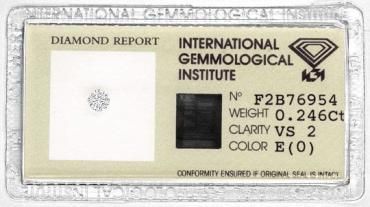 INTERNATIONAL GEMMOLOGICAL INSTITUTE
DIAMOND REPORT
INTERNATIONAL
GEMMOLOGICAL
INSTITUTE
Nº F2B76954
WEIGHT 0.246Ct
CLARITY VS 2
COLOR E(0)
CONFORMITY ENSURED IF ORIGINAL SEAL IS INTACT